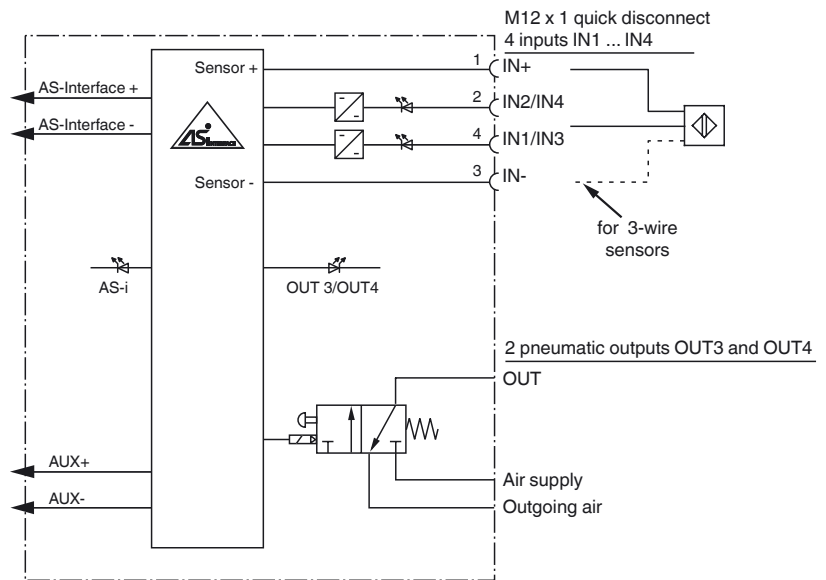 M12 x 1 quick disconnect
4 inputs IN1 ... IN4
Sensor +
1
IN+
AS-Interface +
2
IN2/IN4
AS-Interface -
ASi
INTERFACE
4
IN1/IN3
Sensor -
3
IN-
for 3-wire
sensors
AS-i
OUT 3/OUT4
2 pneumatic outputs OUT3 and OUT4
OUT
AUX+
Air supply
AUX-
Outgoing air